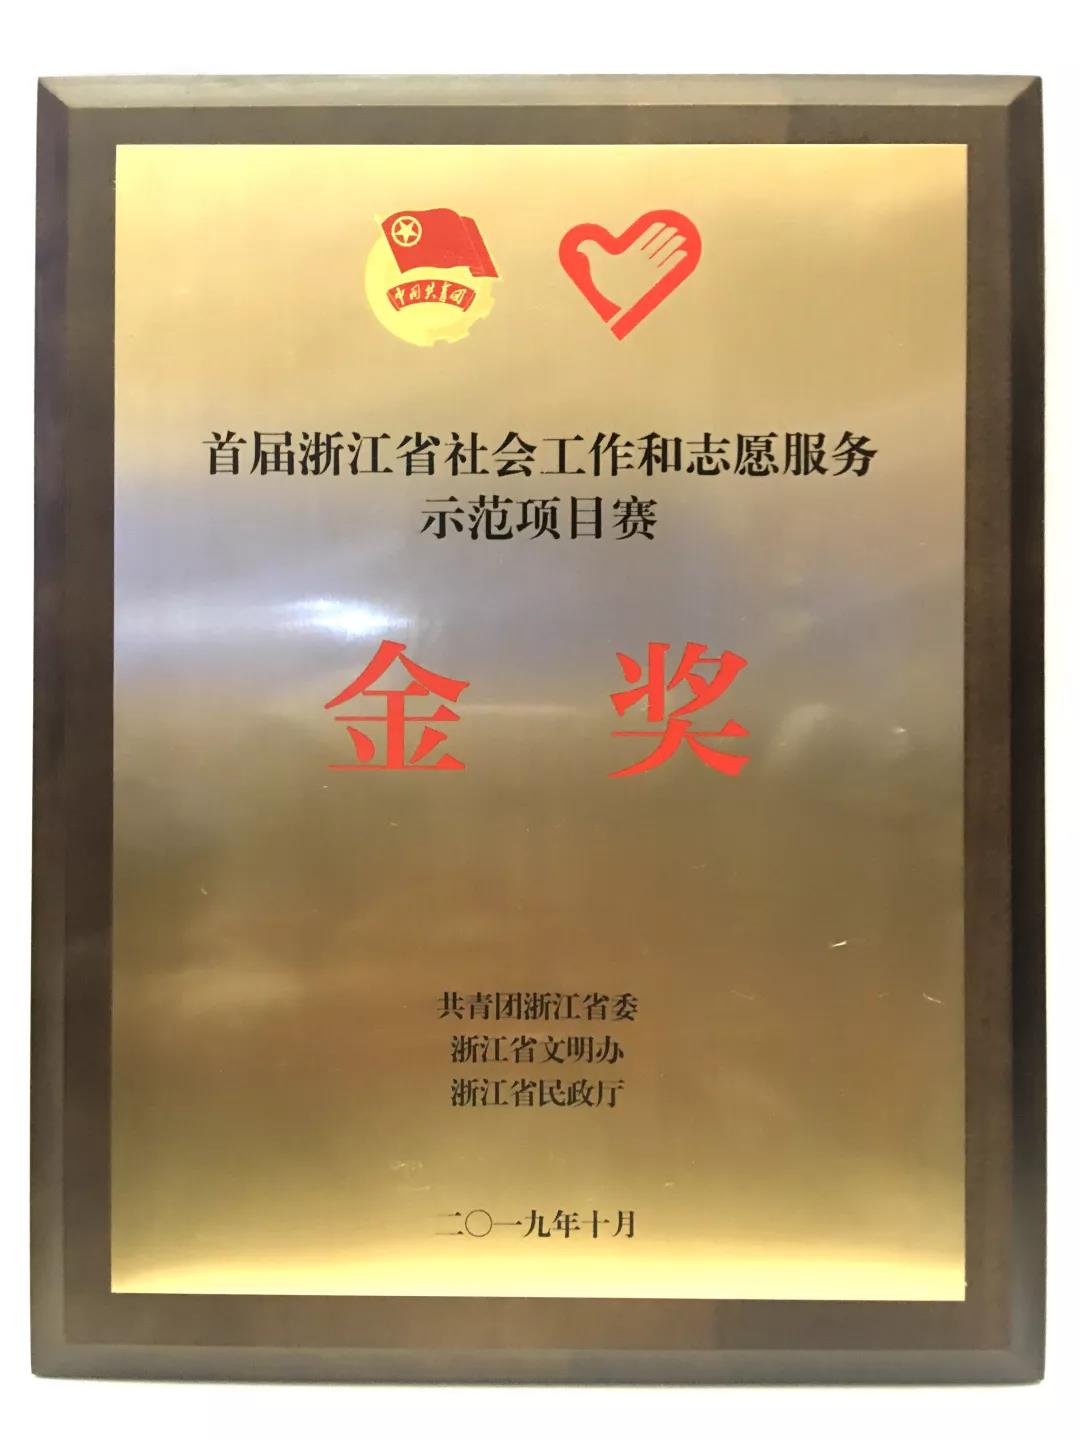 中国共青团
首届浙江省社会工作和志愿服务
示范项目赛
金 奖
共青团浙江省委
浙江省文明办
浙江省民政厅
二〇一九年十月